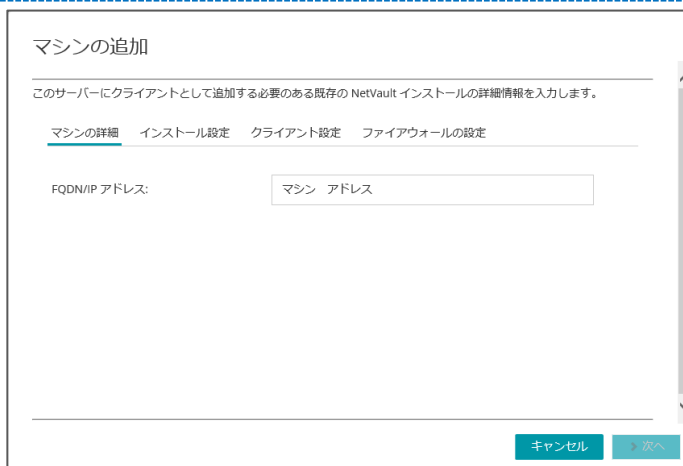 マシンの追加
このサーバーにクライアントとして追加する必要のある既存の NetVault インストールの詳細情報を入力します。
マシンの詳細 インストール設定 クライアント設定 ファイアウォールの設定
FQDN/IP アドレス: マシン アドレス
キャンセル 次へ